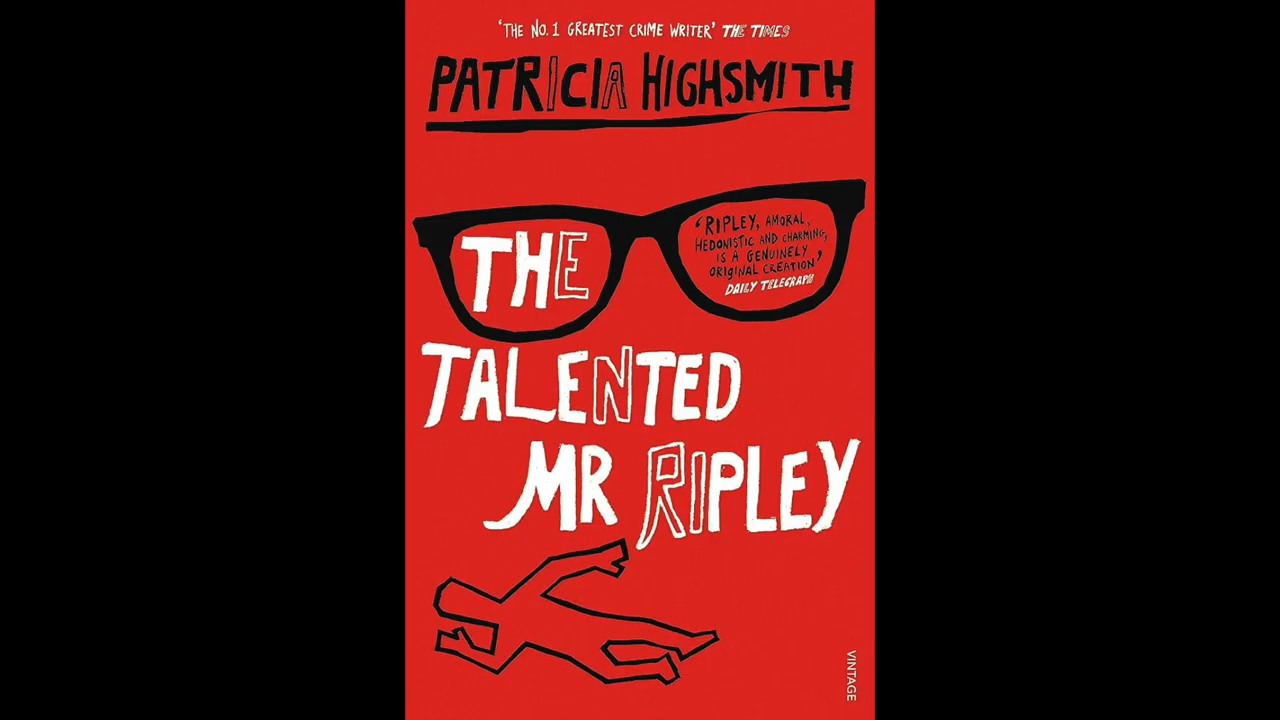 ‘THE NO. 1 GREATEST CRIME WRITER’ THE TIMES
PATRICIA HIGHSMITH
THE
‘RIPLEY, AMORAL,
HEDONISTIC AND CHARMING,
IS A GENUINELY
ORIGINAL CREATION’
DAILY TELEGRAPH
TALENTED
MR RIPLEY
VINTAGE